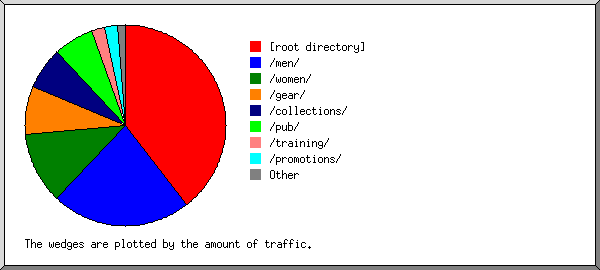 [root directory]
/men/
/women/
/gear/
/collections/
/pub/
/training/
/promotions/
Other
The wedges are plotted by the amount of traffic.